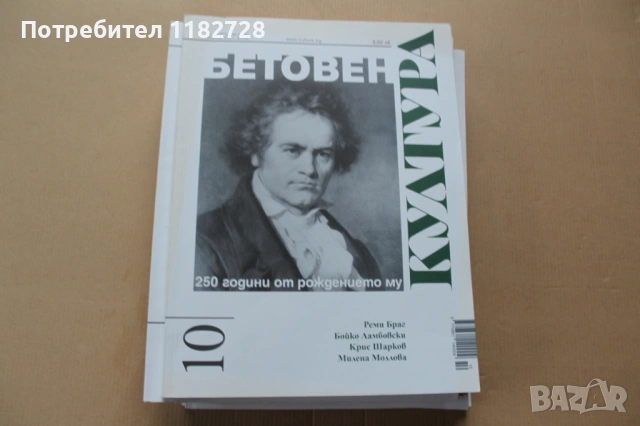 Потребител 1182728
БЕТОВЕН
КУЛТУРА
250 години от рождението му
10
Реми Браг
Бойко Ламбовски
Крис Шарков
Милена Моллова
BAZAR